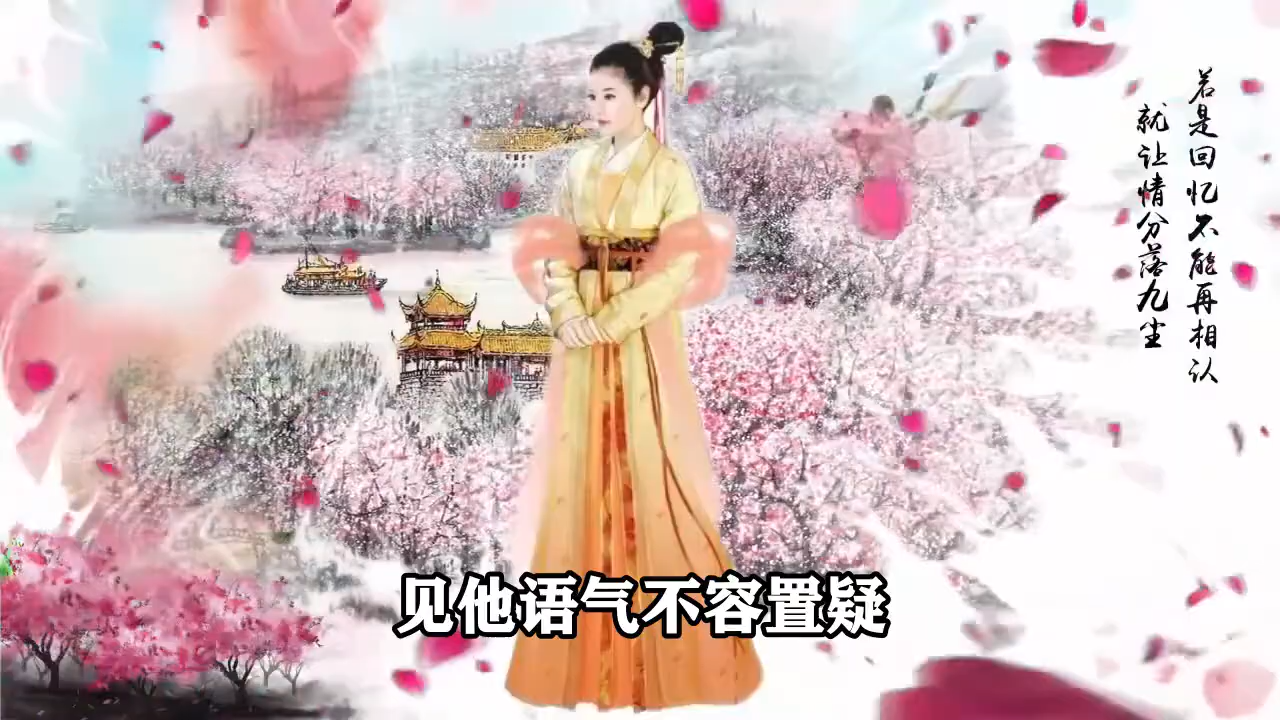 若是回忆不能再相认
就让情分落九尘
见他语气不容置疑